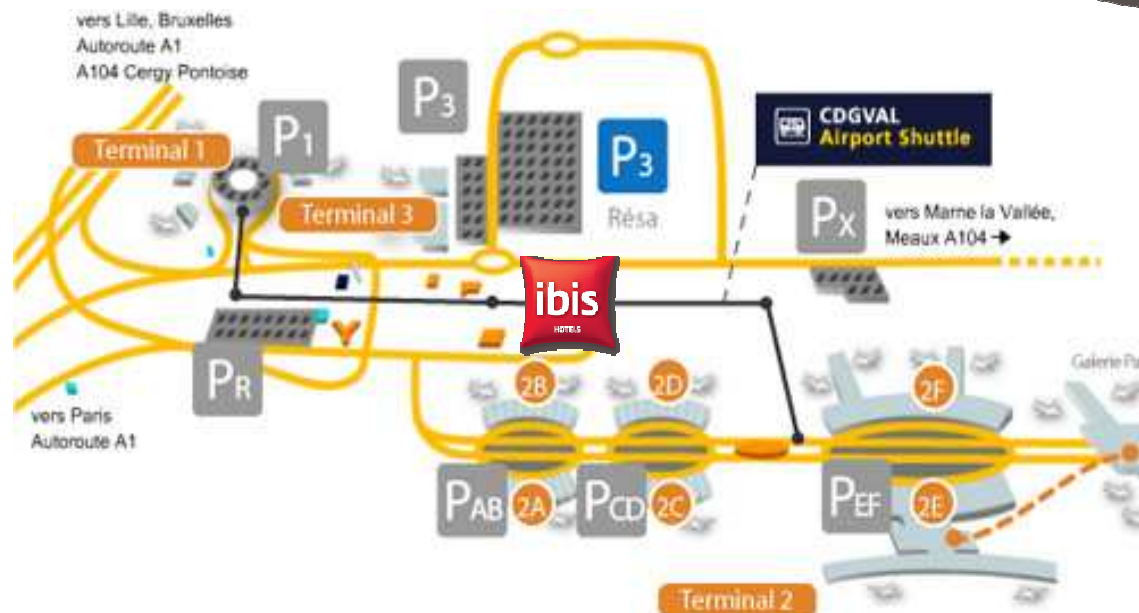 vers Lille, Bruxelles
Autoroute A1
A104 Cergy Pontoise
Terminal 1
P1
P3
Terminal 3
P3
Résa
CDGVAL
Airport Shuttle
PX
vers Marne la Vallée,
Meaux A104 →
ibis
HOTELS
PR
vers Paris
Autoroute A1
2B
2D
2F
Galerie
PAB
2A
PCD
2C
PEF
2E
Terminal 2